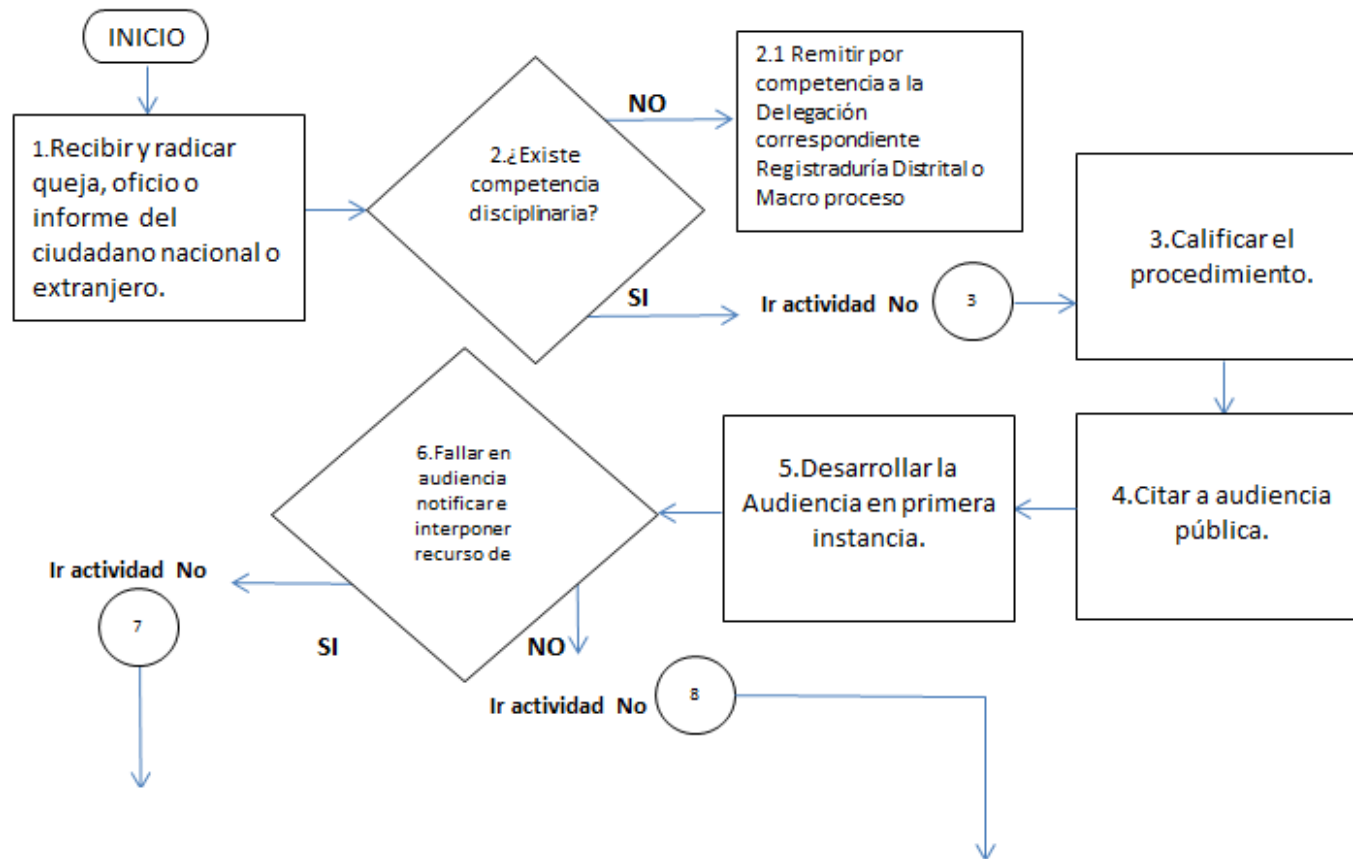 INICIO
1.Recibir y radicar
queja, oficio o
informe del
ciudadano nacional o
extranjero.
2.¿Existe
competencia
disciplinaria?
NO
2.1 Remitir por
competencia a la
Delegación
correspondiente
Registraduría Distrital o
Macro proceso
SI
Ir actividad No
3
3.Calificar el
procedimiento.
4.Citar a audiencia
pública.
5.Desarrollar la
Audiencia en primera
instancia.
6.Fallar en
audiencia
notificar e
interponer
recurso de
Ir actividad No
7
SI
NO
Ir actividad No
8